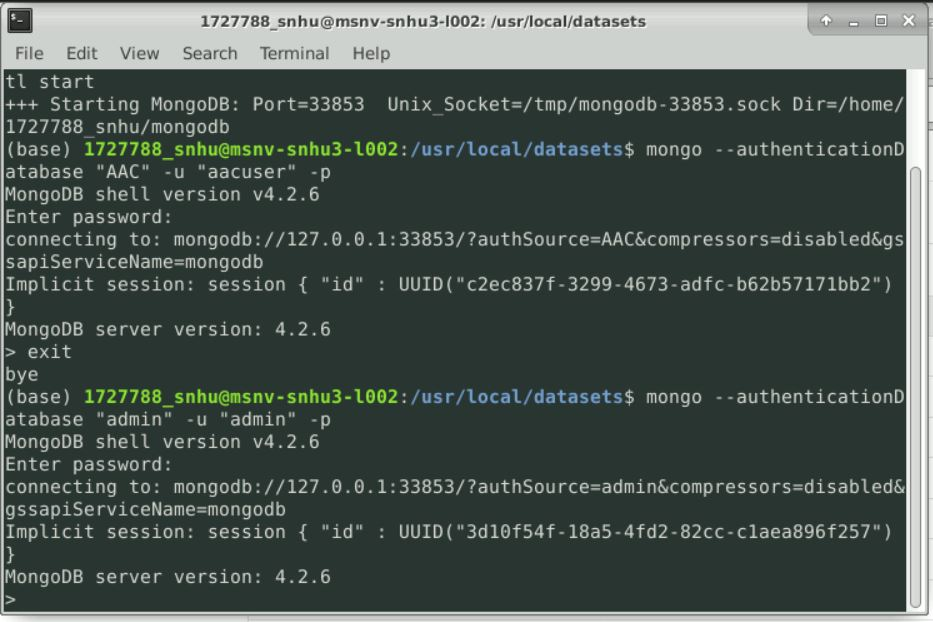 1727788_snhu@msnv-snhu3-l002: /usr/local/datasets
File Edit View Search Terminal Help
tl start
+++ Starting MongoDB: Port=33853  Unix_Socket=/tmp/mongodb-33853.sock Dir=/home/
1727788_snhu/mongodb
(base) 1727788_snhu@msnv-snhu3-l002:/usr/local/datasets$ mongo --authenticationD
atabase "AAC" -u "aacuser" -p
MongoDB shell version v4.2.6
Enter password:
connecting to: mongodb://127.0.0.1:33853/?authSource=AAC&compressors=disabled&gs
sapiServiceName=mongodb
Implicit session: session { "id" : UUID("c2ec837f-3299-4673-adfc-b62b57171bb2")
}
MongoDB server version: 4.2.6
> exit
bye
(base) 1727788_snhu@msnv-snhu3-l002:/usr/local/datasets$ mongo --authenticationD
atabase "admin" -u "admin" -p
MongoDB shell version v4.2.6
Enter password:
connecting to: mongodb://127.0.0.1:33853/?authSource=admin&compressors=disabled&
gssapiServiceName=mongodb
Implicit session: session { "id" : UUID("3d10f54f-18a5-4fd2-82cc-c1aea896f257")
}
MongoDB server version: 4.2.6
>